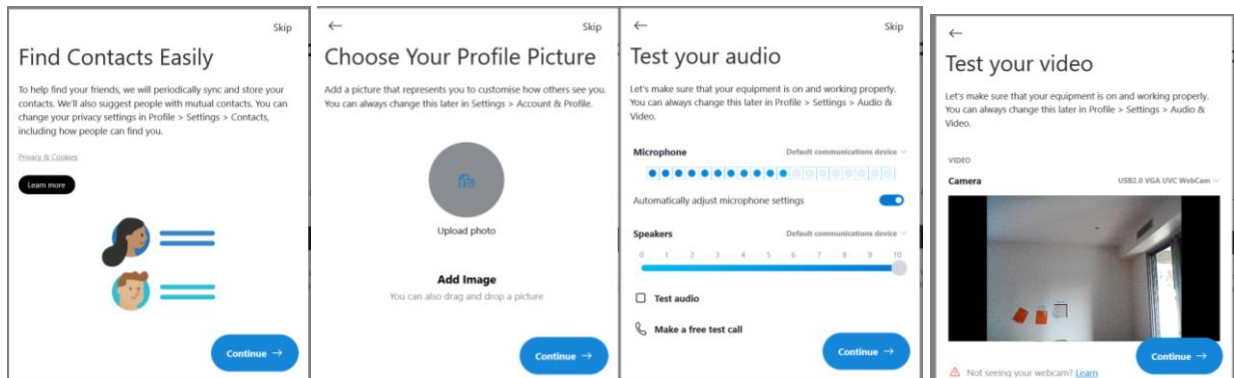 Skip
Find Contacts Easily
To help find your friends, we will periodically sync and store your
contacts. We'll also suggest people with mutual contacts. You can
change your privacy settings in Profile > Settings > Contacts,
including how people can find you.
Privacy & Cookies
Learn more
Continue →
← Skip
Choose Your Profile Picture
Add a picture that represents you to customise how others see you.
You can always change this later in Settings > Account & Profile.
Upload photo
Add Image
You can also drag and drop a picture
Continue →
← Skip
Test your audio
Let's make sure that your equipment is on and working properly.
You can always change this later in Profile > Settings > Audio &
Video.
Microphone Default communications device
Automatically adjust microphone settings
Speakers Default communications device
0 1 2 3 4 5 6 7 8 9 10
Test audio
Make a free test call
Continue →
←
Test your video
Let's make sure that your equipment is on and working properly.
You can always change this later in Profile > Settings > Audio &
Video.
VIDEO
Camera USB2.0 VGA UVC WebCam
Continue →
Not seeing your webcam? Learn